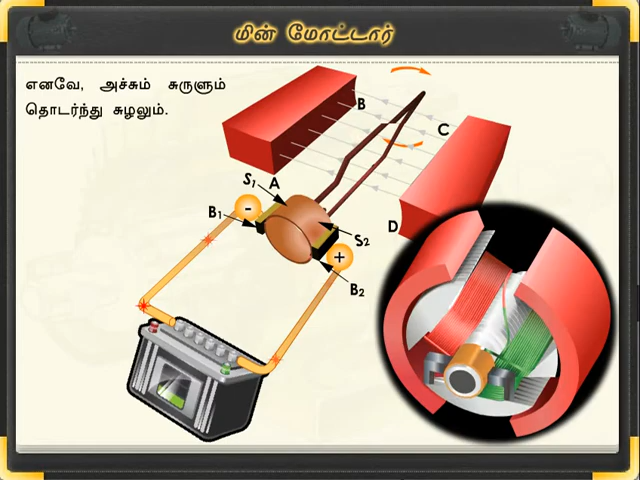 மின் மோட்டார்
எனவே, அச்சும் சுருளும்
தொடர்ந்து சுழலும்.
B
C
S1 A
B1 -
D
S2
+
B2